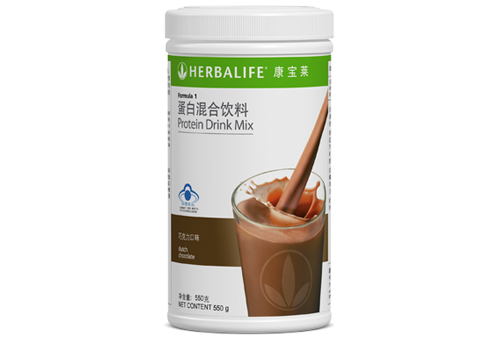 HERBALIFE® 康宝莱
Formula 1
蛋白混合饮料
Protein Drink Mix
巧克力口味
dutch
chocolate
净含量: 550克
NET CONTENT 550 g